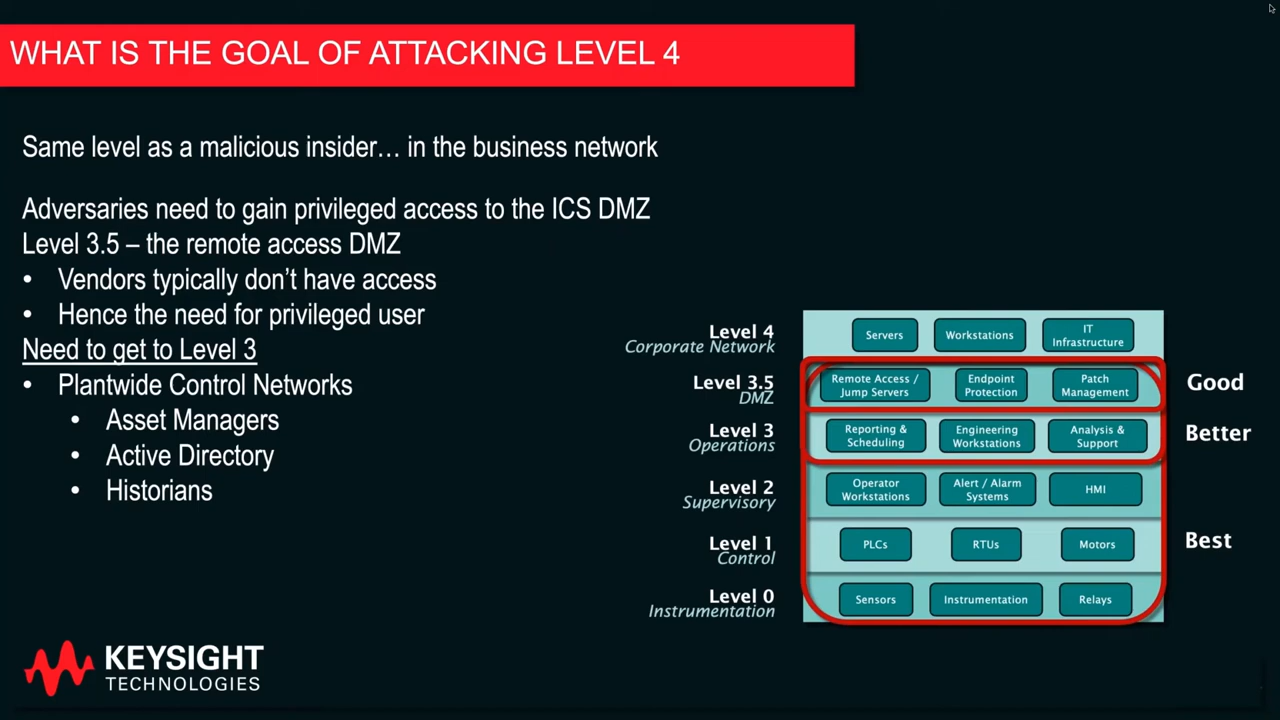 WHAT IS THE GOAL OF ATTACKING LEVEL 4
Same level as a malicious insider… in the business network
Adversaries need to gain privileged access to the ICS DMZ
Level 3.5 – the remote access DMZ
• Vendors typically don’t have access
• Hence the need for privileged user
Need to get to Level 3
• Plantwide Control Networks
• Asset Managers
• Active Directory
• Historians
Level 4
Corporate Network
Servers
Workstations
IT
Infrastructure
Level 3.5
DMZ
Remote Access /
Jump Servers
Endpoint
Protection
Patch
Management
Good
Level 3
Operations
Reporting &
Scheduling
Engineering
Workstations
Analysis &
Support
Better
Level 2
Supervisory
Operator
Workstations
Alert / Alarm
Systems
HMI
Level 1
Control
PLCs
RTUs
Motors
Best
Level 0
Instrumentation
Sensors
Instrumentation
Relays
KEYSIGHT
TECHNOLOGIES